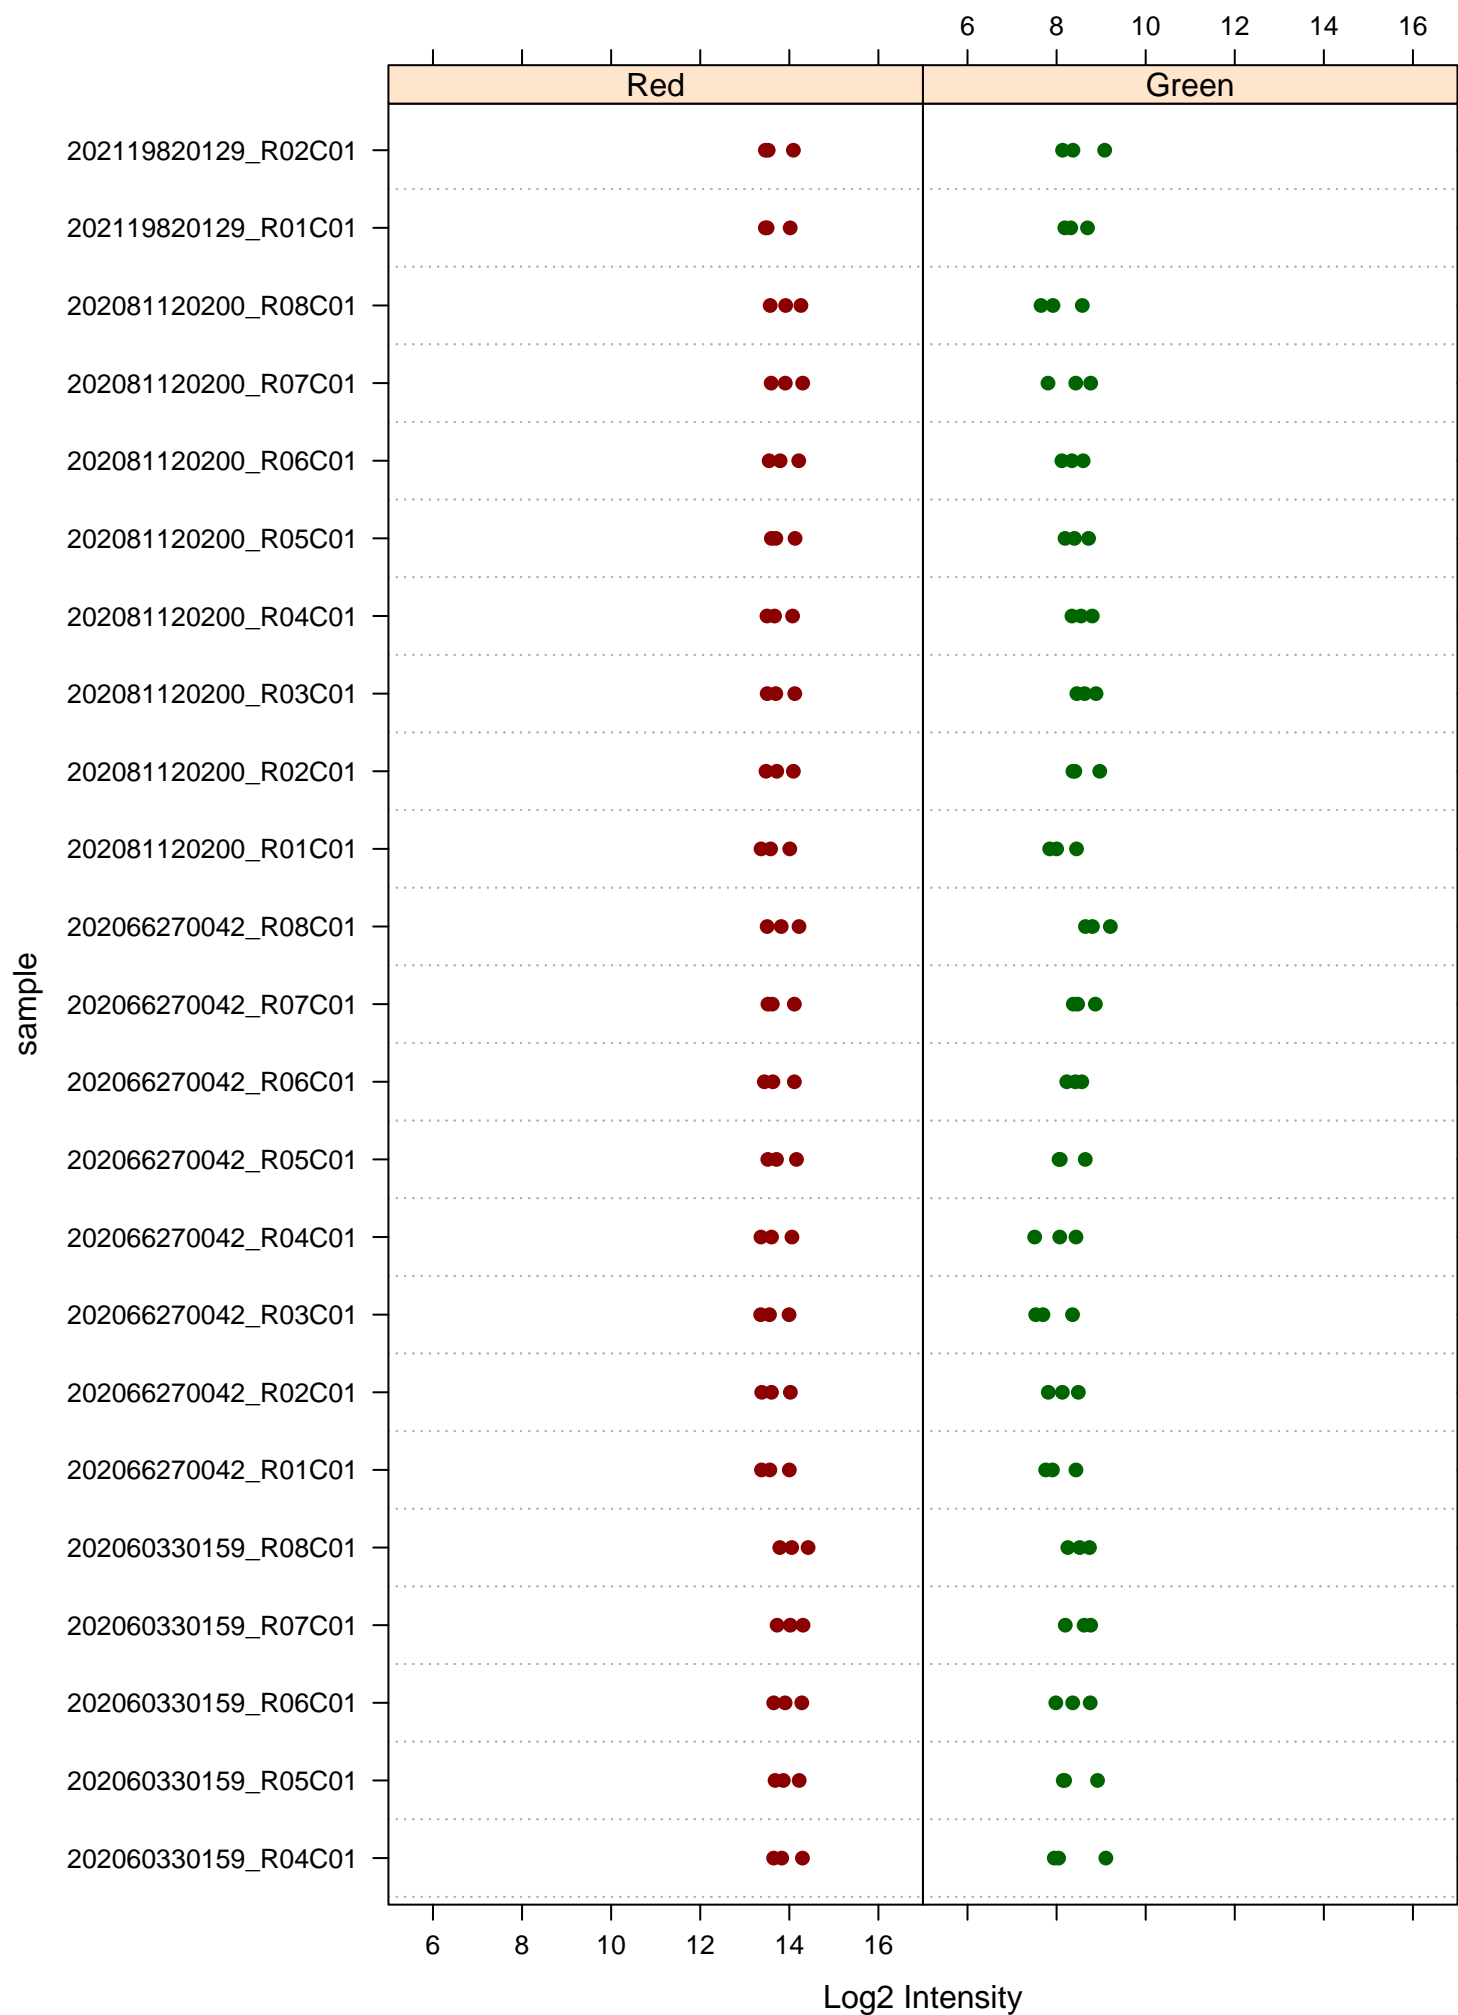 6 8 10 12 14 16
Red Green
202119820129_R02C01
202119820129_R01C01
202081120200_R08C01
202081120200_R07C01
202081120200_R06C01
202081120200_R05C01
202081120200_R04C01
202081120200_R03C01
202081120200_R02C01
202081120200_R01C01
202066270042_R08C01
202066270042_R07C01
202066270042_R06C01
202066270042_R05C01
202066270042_R04C01
202066270042_R03C01
202066270042_R02C01
202066270042_R01C01
202060330159_R08C01
202060330159_R07C01
202060330159_R06C01
202060330159_R05C01
202060330159_R04C01
sample
6 8 10 12 14 16
Log2 Intensity